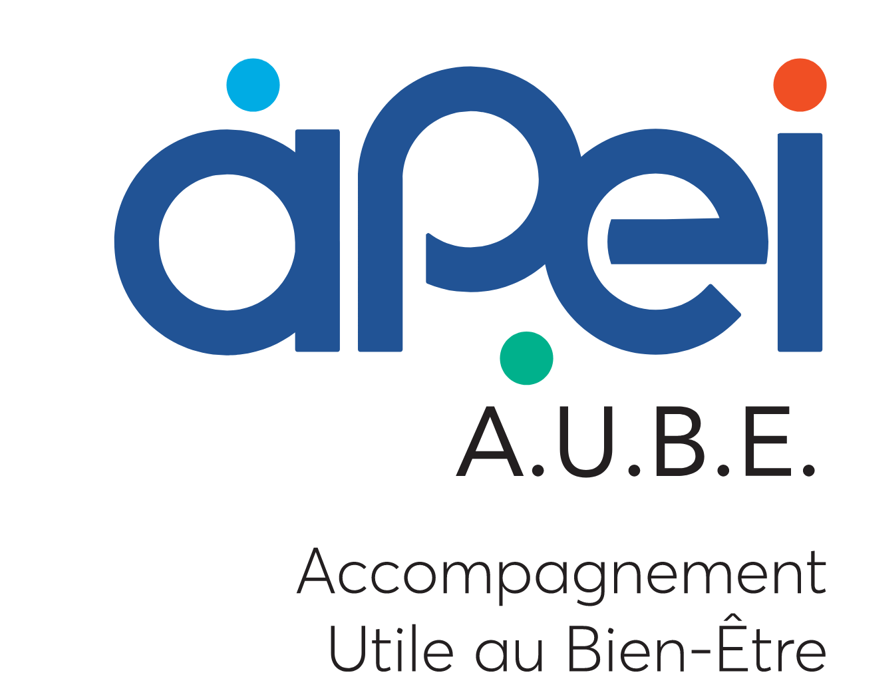 apei
A.U.B.E.
Accompagnement
Utile au Bien-Être